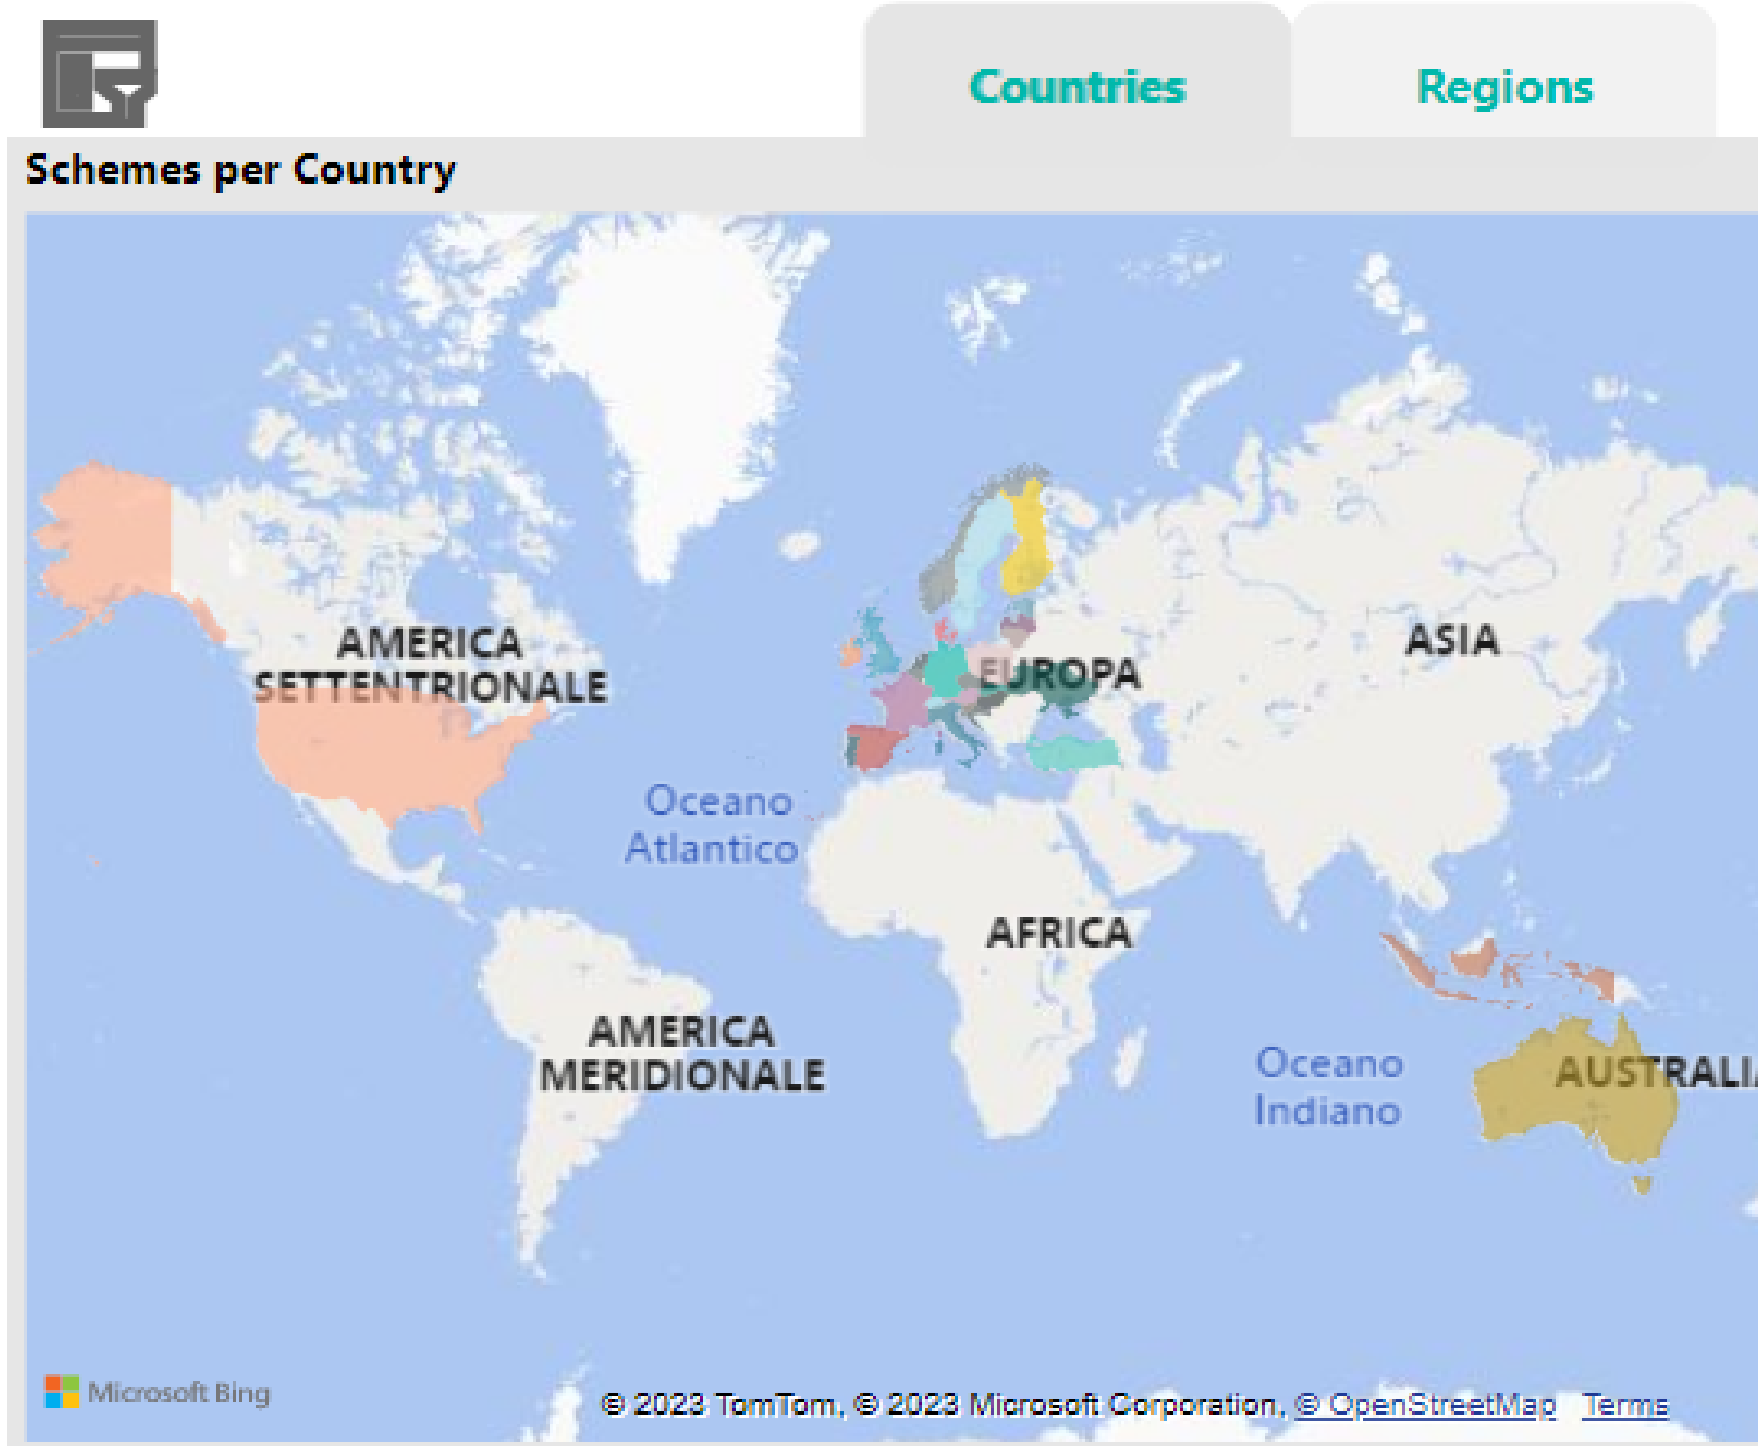 Countries
Regions
Schemes per Country
AMERICA
SETTENTRIONALE
EUROPA
ASIA
Oceano
Atlantico
AFRICA
AMERICA
MERIDIONALE
Oceano
Indiano
AUSTRALIA
Microsoft Bing
© 2023 TomTom, © 2023 Microsoft Corporation, © OpenStreetMap Terms